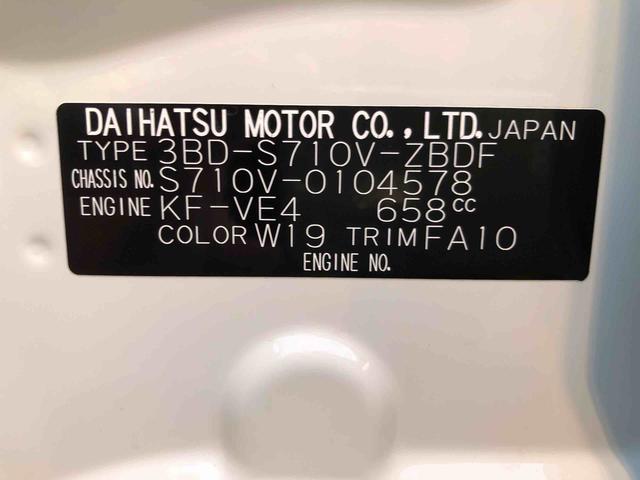 DAIHATSU MOTOR CO.,LTD. JAPAN
TYPE 3BD-S710V-ZBDF
CHASSIS NO. S710V-0104578
ENGINE KF-VE4 658cc
COLOR W19 TRIM FA10
ENGINE NO.